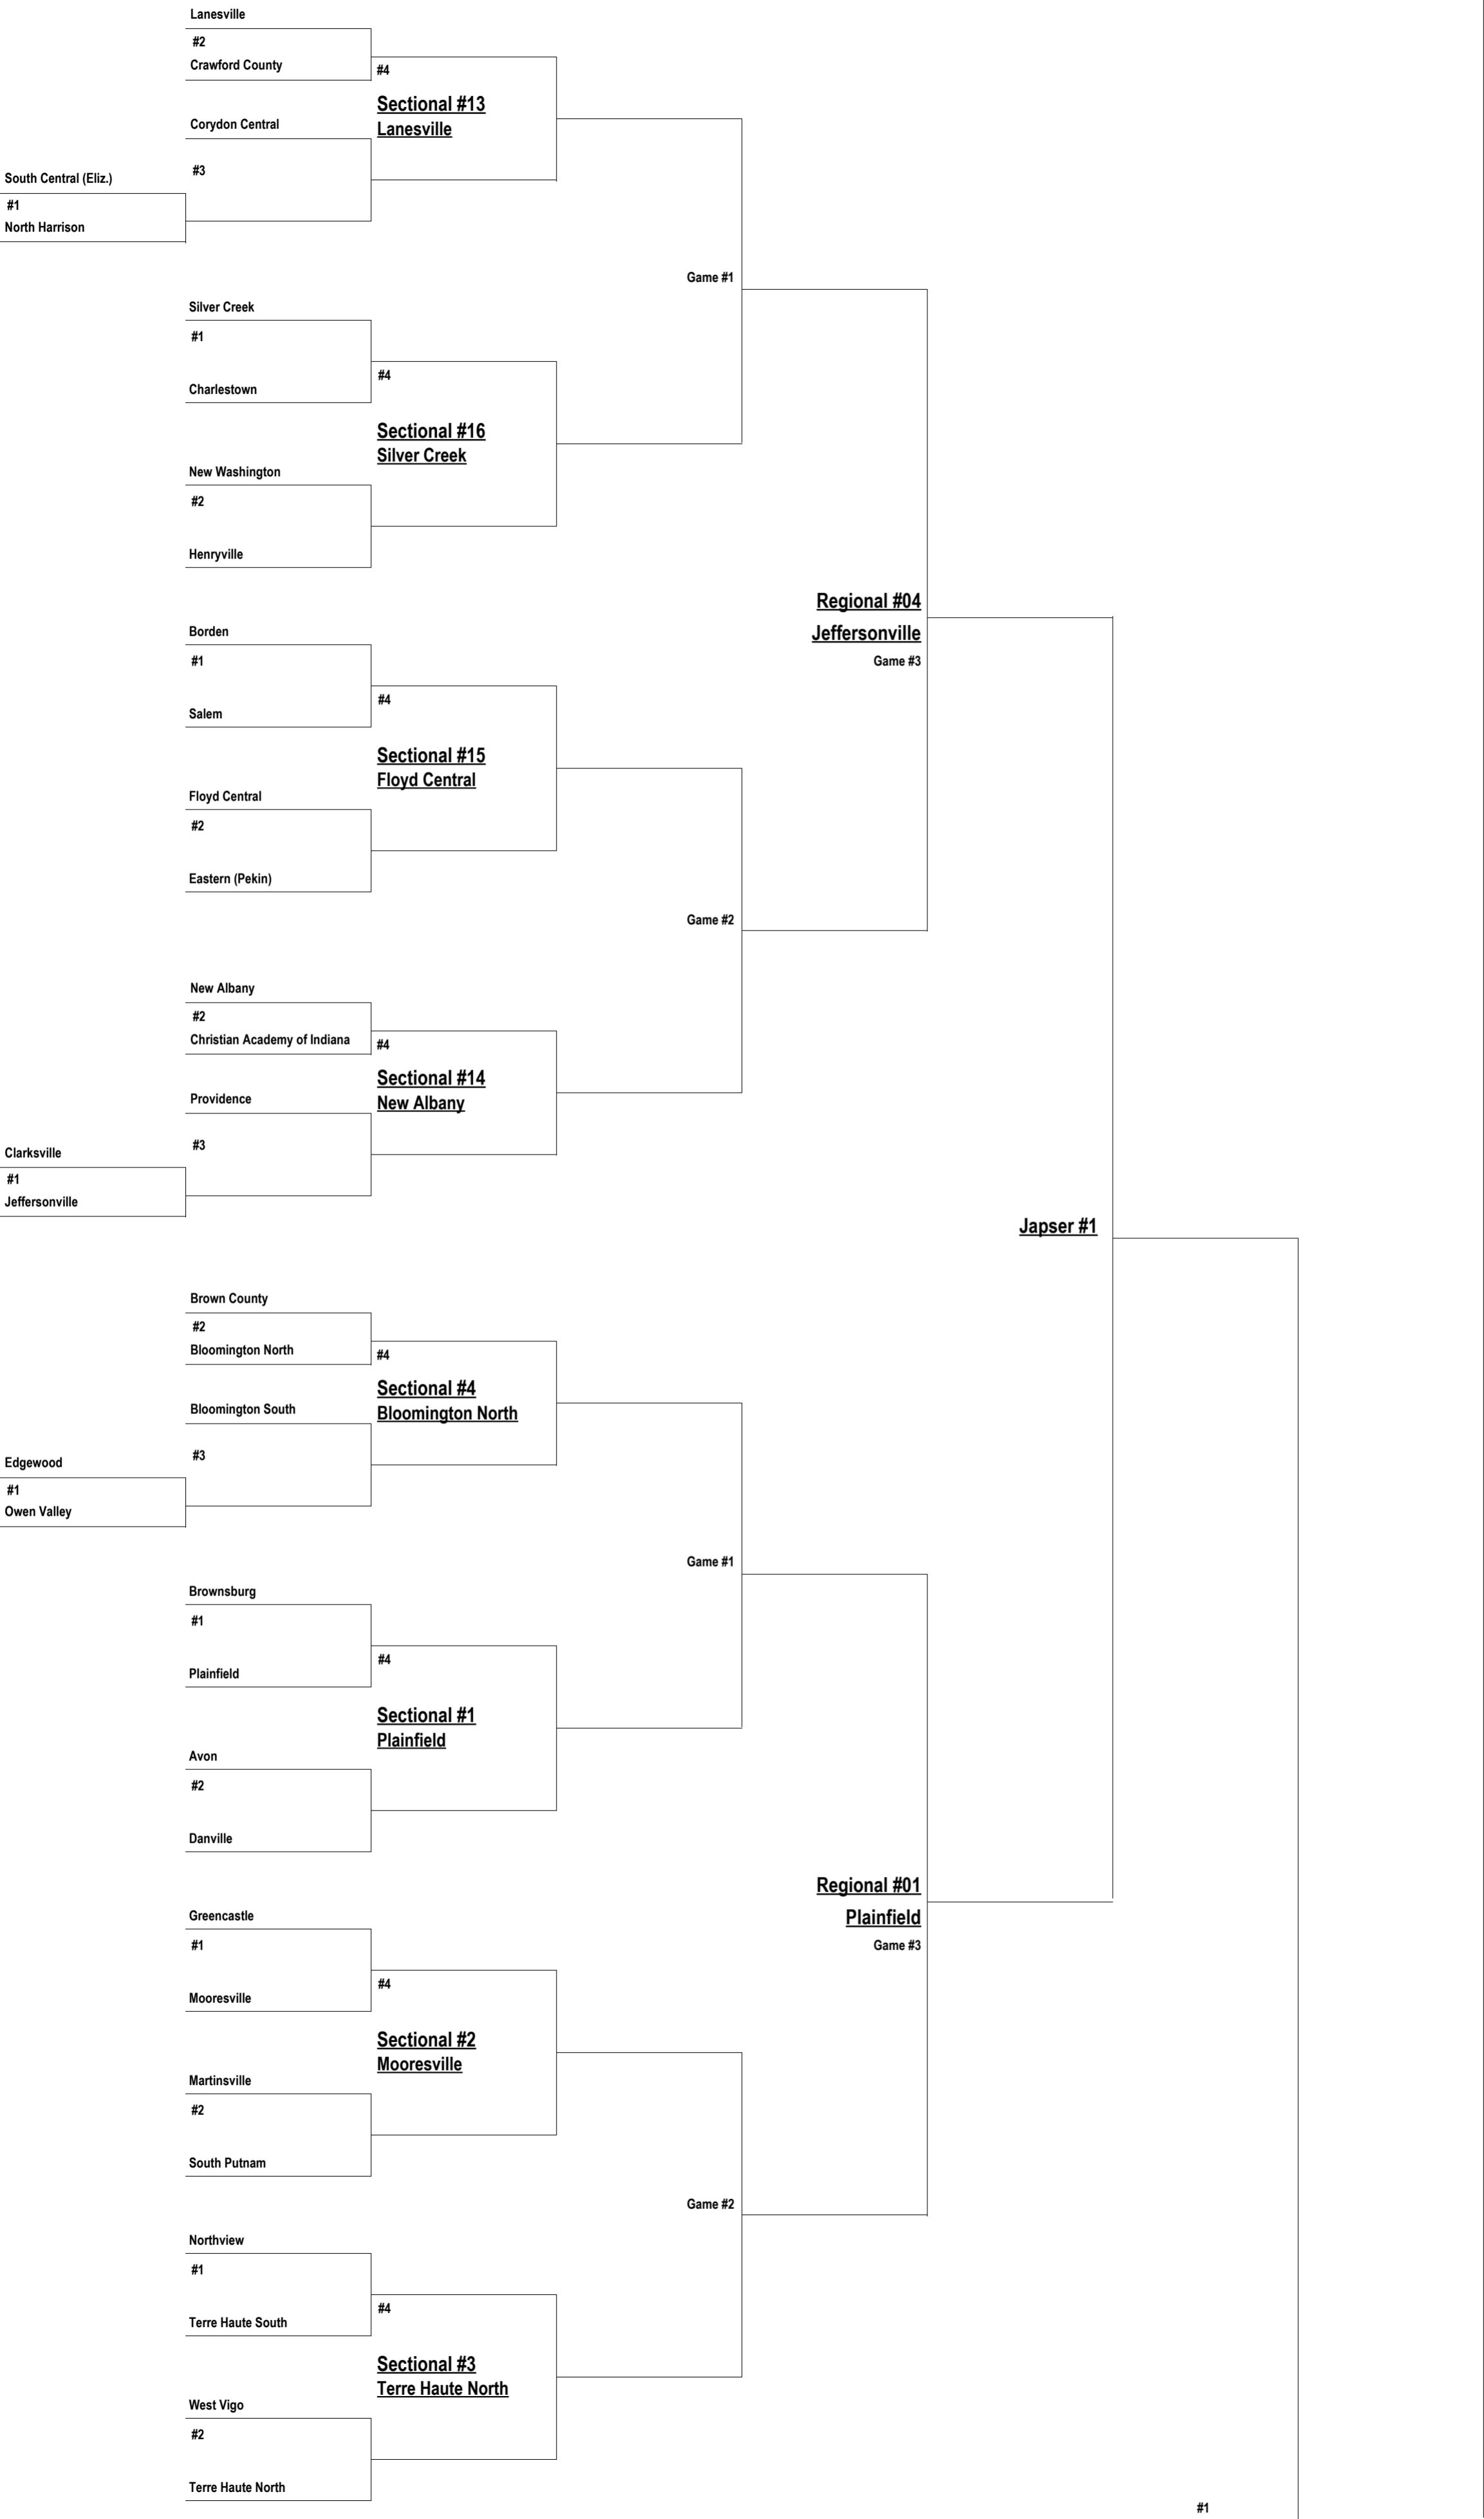 Lanesville
#2
Crawford County
#4
Sectional #13
Corydon Central
Lanesville
#3
South Central (Eliz.)
#1
North Harrison
Game #1
Silver Creek
#1
#4
Charlestown
Sectional #16
Silver Creek
New Washington
#2
Henryville
Regional #04
Borden
Jeffersonville
#1
Game #3
#4
Salem
Sectional #15
Floyd Central
Floyd Central
#2
Eastern (Pekin)
Game #2
New Albany
#2
Christian Academy of Indiana
#4
Sectional #14
Providence
New Albany
#3
Clarksville
#1
Jeffersonville
Japser #1
Brown County
#2
Bloomington North
#4
Sectional #4
Bloomington South
Bloomington North
#3
Edgewood
#1
Owen Valley
Game #1
Brownsburg
#1
#4
Plainfield
Sectional #1
Plainfield
Avon
#2
Danville
Regional #01
Greencastle
Plainfield
#1
Game #3
#4
Mooresville
Sectional #2
Mooresville
Martinsville
#2
South Putnam
Game #2
Northview
#1
#4
Terre Haute South
Sectional #3
Terre Haute North
West Vigo
#2
Terre Haute North
#1